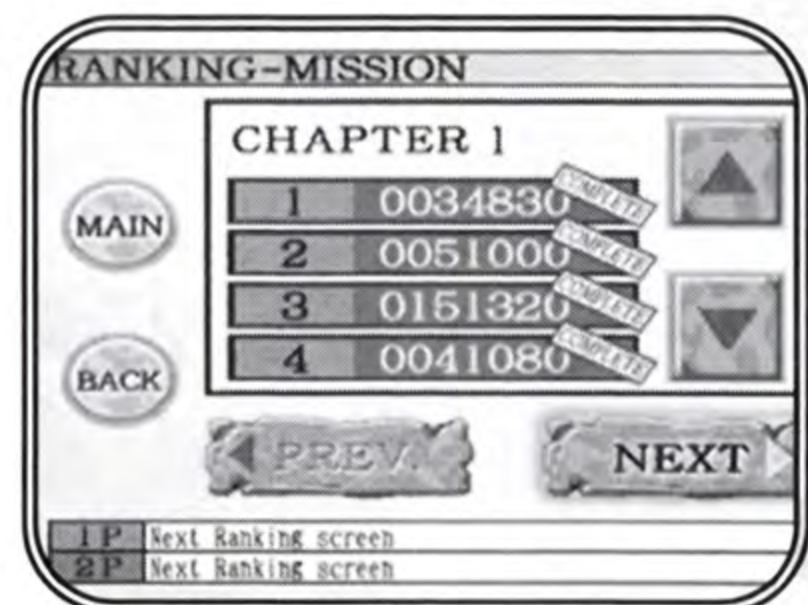 RANKING-MISSION
CHAPTER 1
MAIN
1 0034830 COMPLETE
2 0051000 COMPLETE
3 0151320 COMPLETE
4 0041080 COMPLETE
BACK
PREV.
NEXT
1P Next Ranking screen
2P Next Ranking screen